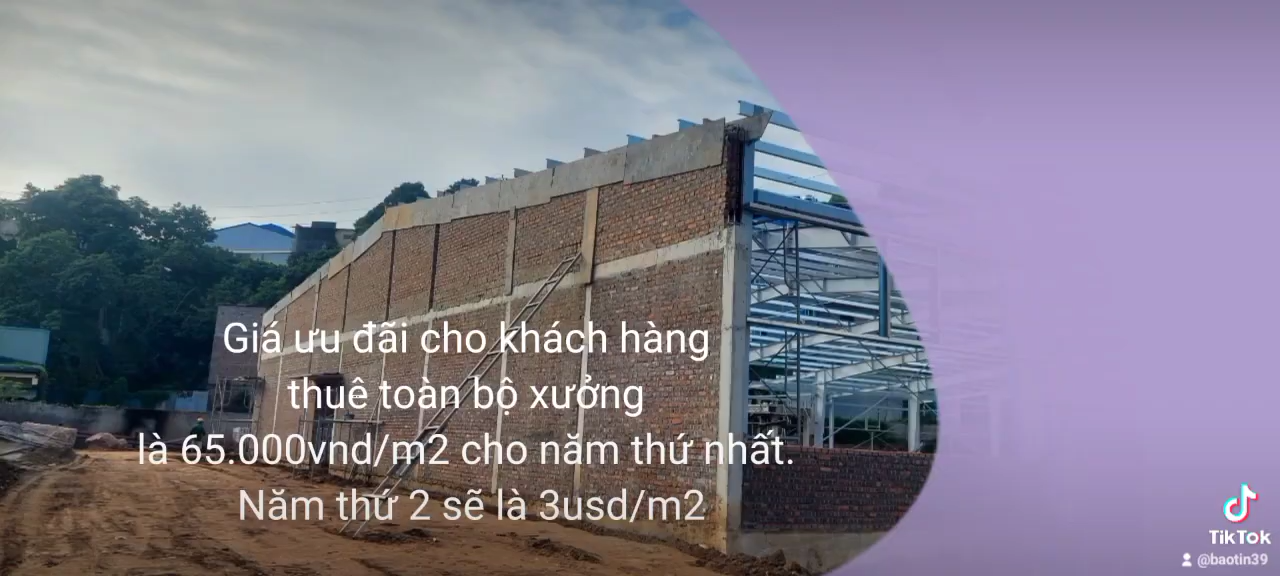 Giá ưu đãi cho khách hàng
thuê toàn bộ xưởng
là 65.000vnd/m2 cho năm thứ nhất.
Năm thứ 2 sẽ là 3usd/m2
TikTok
@baotin39